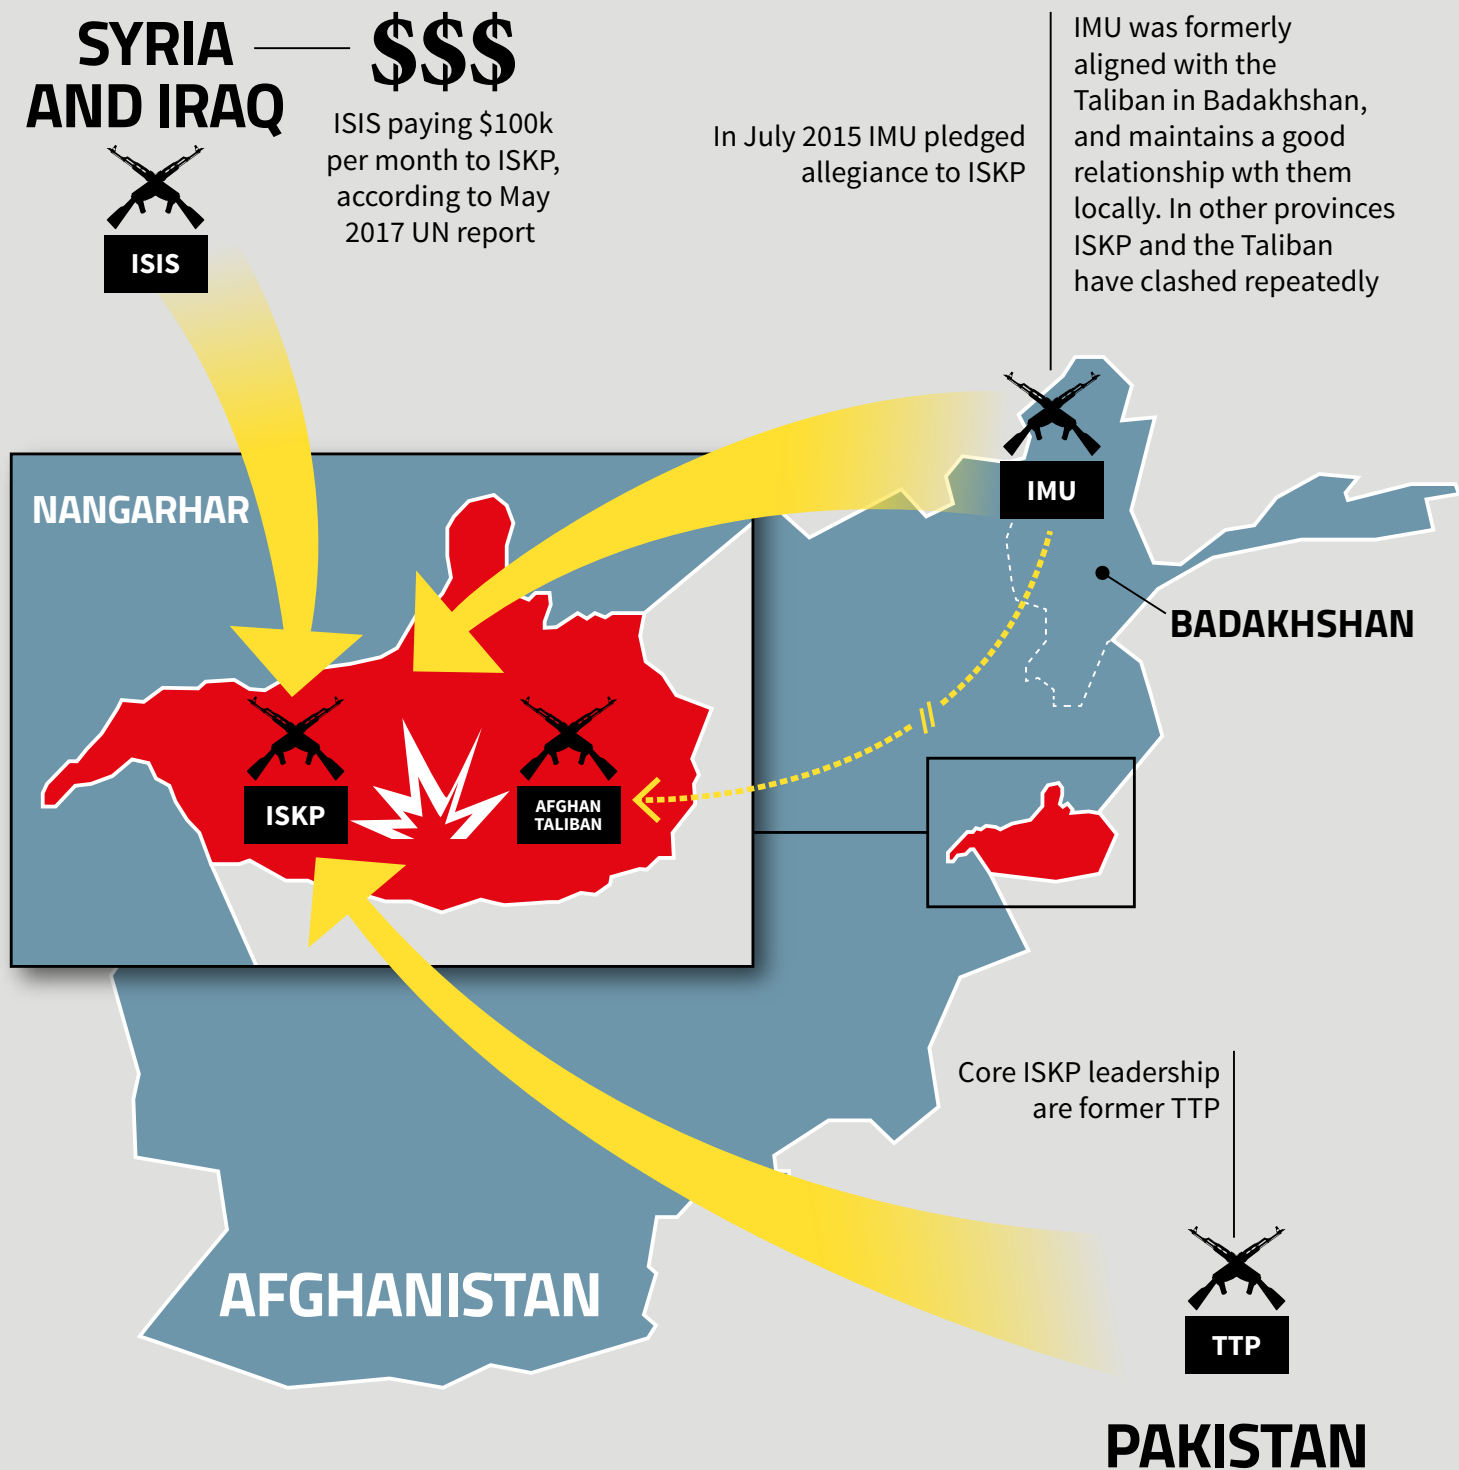 SYRIA
AND IRAQ
$$$
ISIS paying $100k
per month to ISKP,
according to May
2017 UN report
ISIS
In July 2015 IMU pledged
allegiance to ISKP
IMU was formerly
aligned with the
Taliban in Badakhshan,
and maintains a good
relationship wth them
locally. In other provinces
ISKP and the Taliban
have clashed repeatedly
IMU
NANGARHAR
BADAKHSHAN
ISKP
AFGHAN
TALIBAN
Core ISKP leadership
are former TTP
AFGHANISTAN
TTP
PAKISTAN